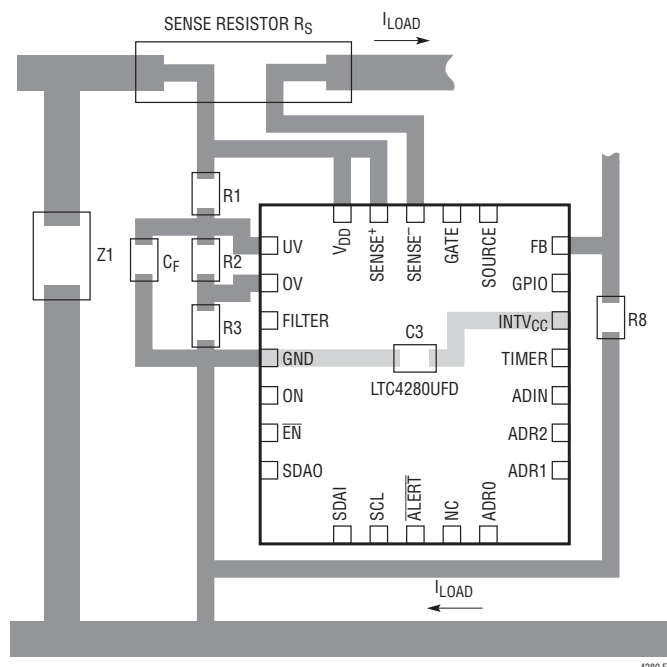 SENSE RESISTOR RS
ILOAD
R1
Z1
CF
R2
R3
UV
OV
FILTER
GND
ON
EN
SDAO
VDD
SENSE+
SENSE–
GATE
SOURCE
FB
GPIO
INTVCC
TIMER
ADIN
ADR2
ADR1
R8
C3
LTC4280UFD
SDAI
SCL
ALERT
NC
ADR0
ILOAD